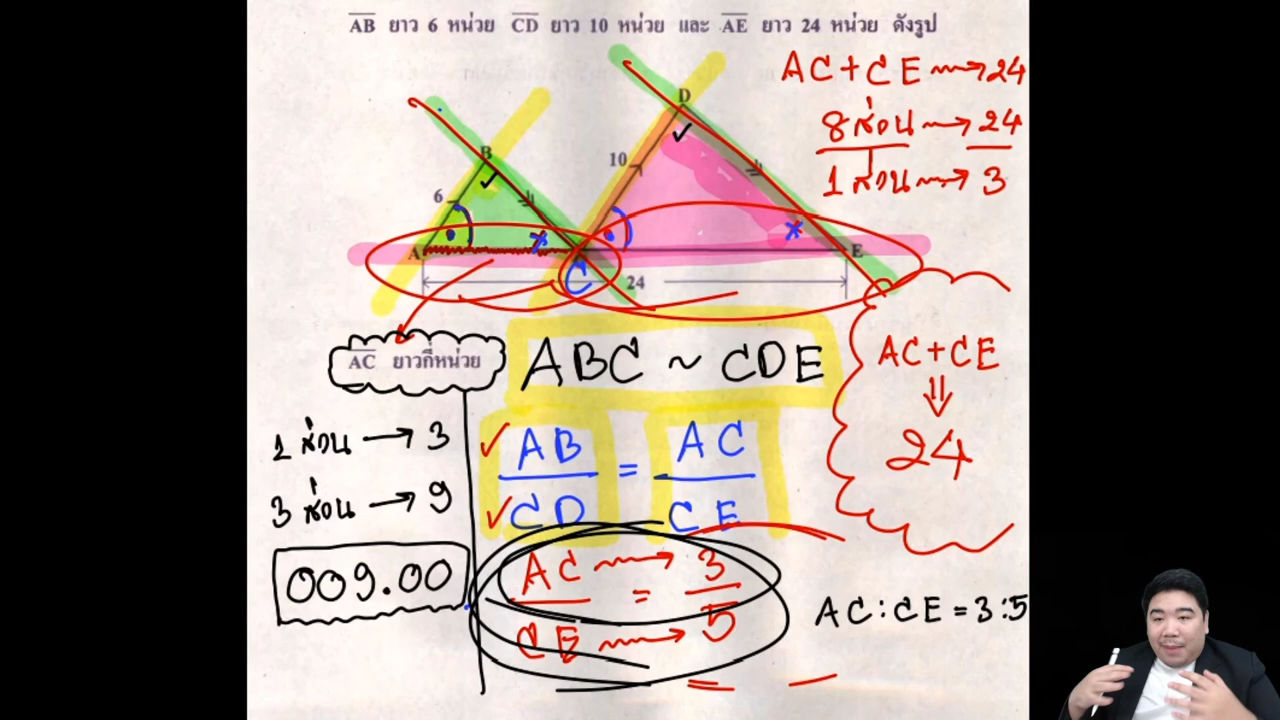 AB ยาว 6 หน่วย CD ยาว 10 หน่วย และ AE ยาว 24 หน่วย ดังรูป
AC + CE → 24
8 ส่วน → 24
1 ส่วน → 3
D
B
10
6
A
E
C
24
AC ยาวกี่หน่วย
ABC ~ CDE
AC+CE
⇓
24
1 ส่วน → 3
3 ส่วน → 9
009.00
✓ AB = AC
✓ CD CE
AC → 3
=
CE → 5
AC : CE = 3 : 5